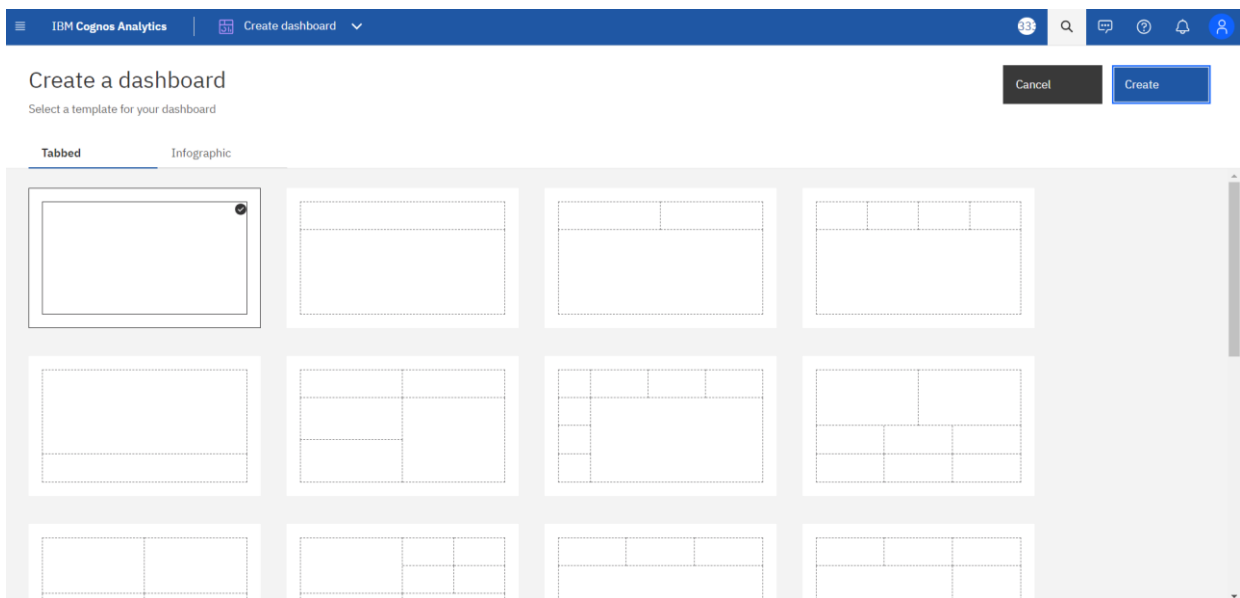 IBM Cognos Analytics Create dashboard
Create a dashboard
Select a template for your dashboard
Cancel
Create
Tabbed Infographic